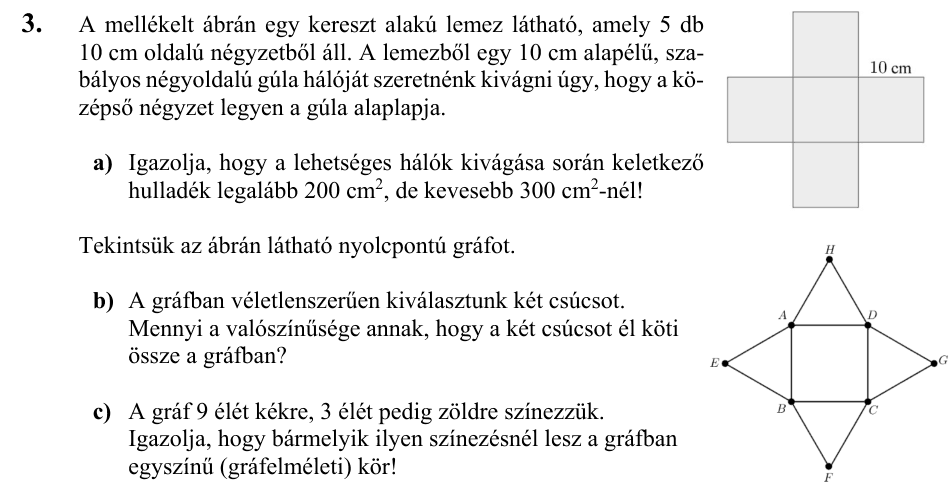 3. A mellékelt ábrán egy kereszt alakú lemez látható, amely 5 db
10 cm oldalú négyzetből áll. A lemezből egy 10 cm alapélű, sza-
bályos négyoldalú gúla hálóját szeretnénk kivágni úgy, hogy a kö-
zépső négyzet legyen a gúla alaplapja.
10 cm
a) Igazolja, hogy a lehetséges hálók kivágása során keletkező
hulladék legalább 200 cm², de kevesebb 300 cm²-nél!
Tekintsük az ábrán látható nyolcpontú gráfot.
b) A gráfban véletlenszerűen kiválasztunk két csúcsot.
Mennyi a valószínűsége annak, hogy a két csúcsot él köti
össze a gráfban?
c) A gráf 9 élét kékre, 3 élét pedig zöldre színezzük.
Igazolja, hogy bármelyik ilyen színezésnél lesz a gráfban
egyszínű (gráfelméleti) kör!
H
A D
E G
B C
F